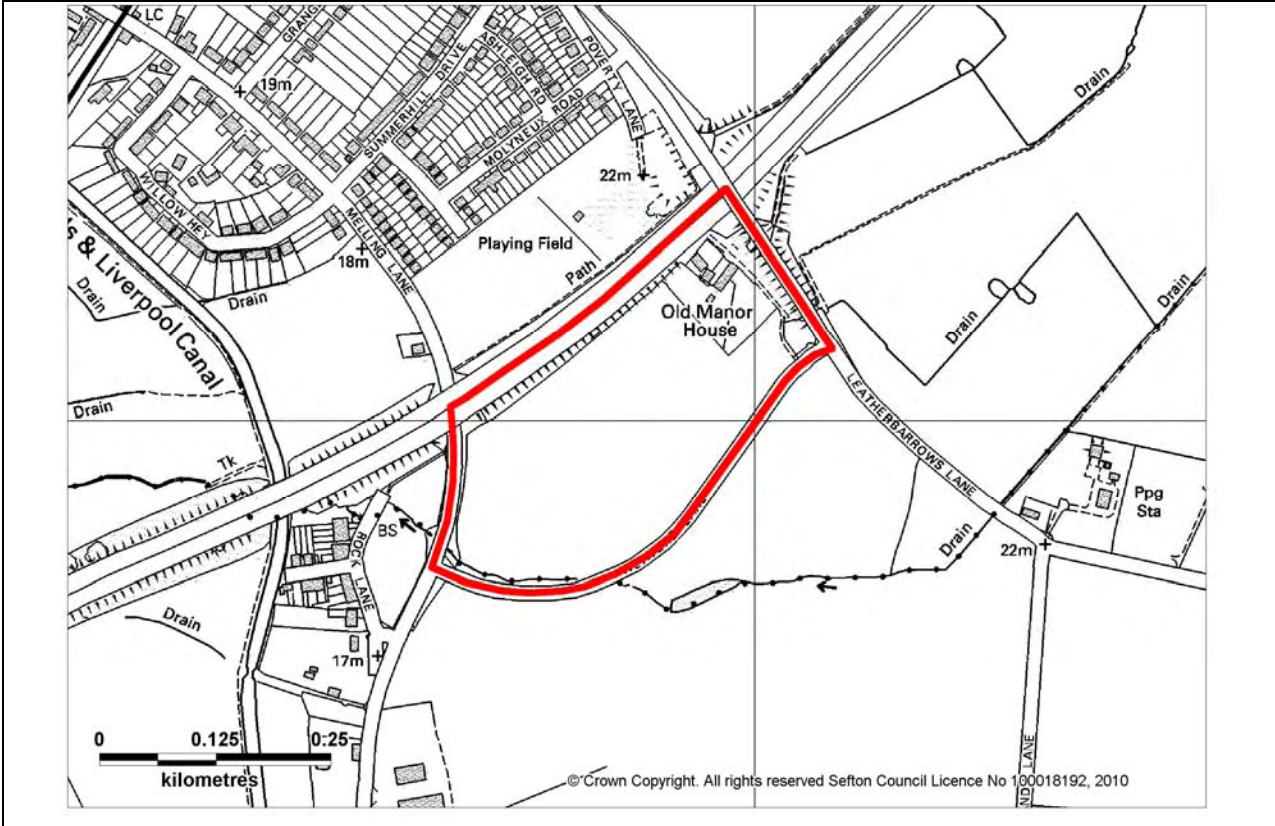 LC
GRANG
19m
SUMMERHILL DRIVE
ASHLEIGH RD
MOLYNEUX ROAD
POVERTY LANE
22m
WILLOW HEY
MELLING LANE
18m
Playing Field
Path
Drain
Drain
s & Liverpool Canal
Drain
Old Manor
House
Drain
Drain
Drain
LEATHERBARROWS LANE
Tk
BS
ROCK LANE
Ppg
Sta
Drain
22m
Drain
17m
ND LANE
0 0.125 0.25
kilometres
© Crown Copyright. All rights reserved Sefton Council Licence No 100018192, 2010